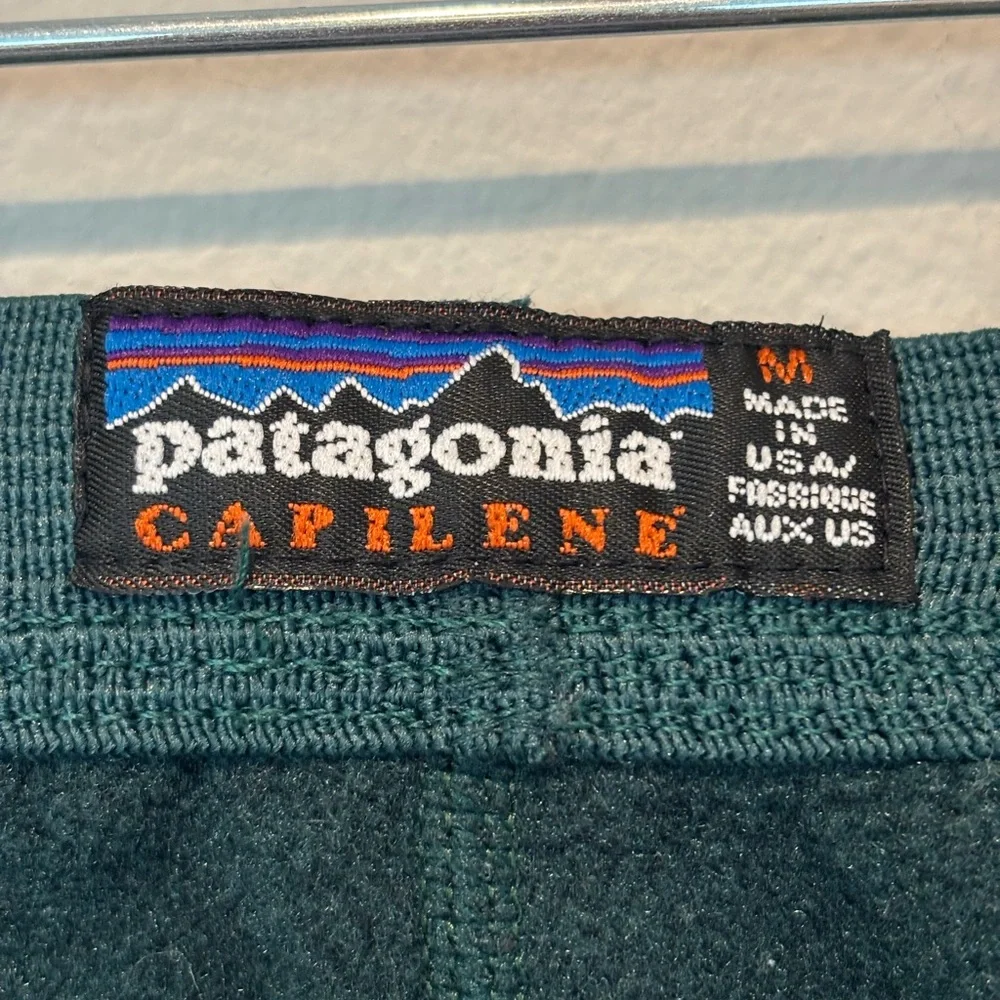 patagonia
CAPILENE
M
MADE
IN
USA/
FABRIQUE
AUX US